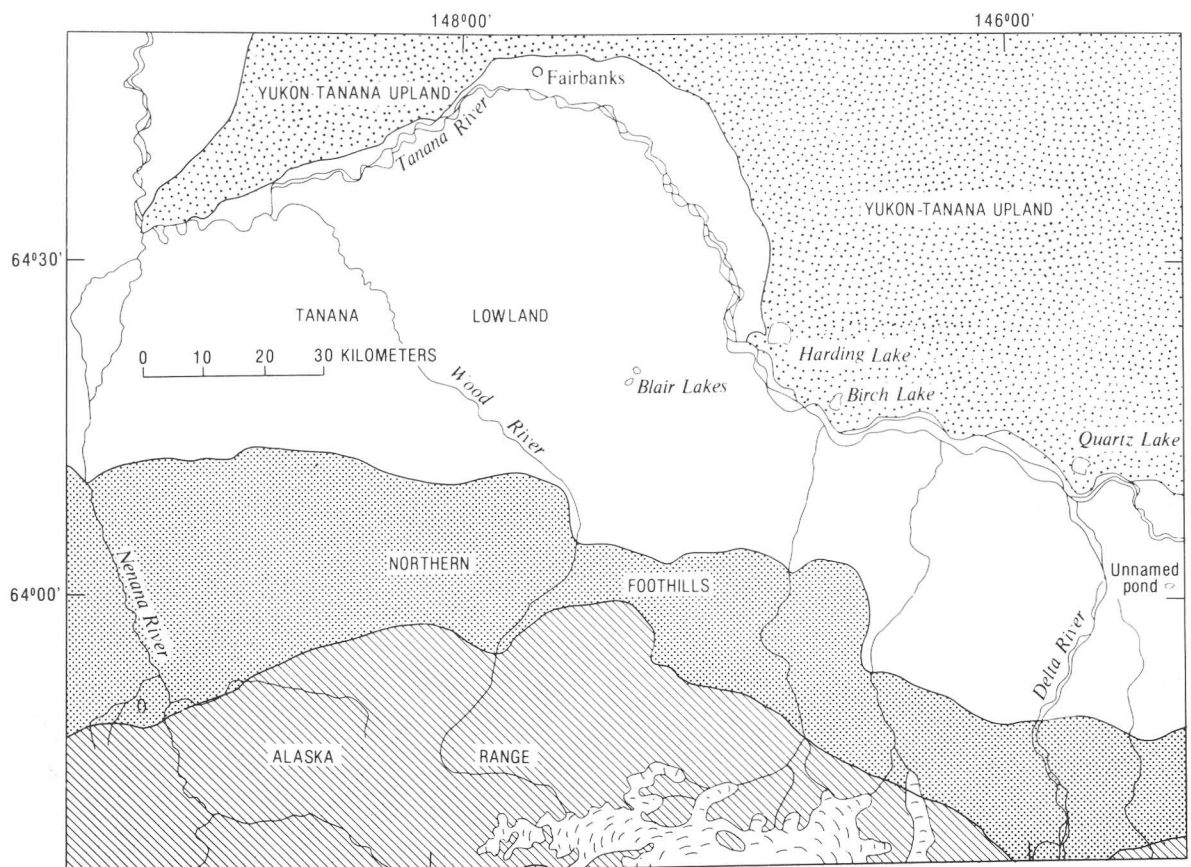 148°00'
146°00'
Fairbanks
YUKON-TANANA UPLAND
Tanana River
YUKON-TANANA UPLAND
64°30'
TANANA
LOWLAND
0 10 20 30 KILOMETERS
Harding Lake
Wood River
Blair Lakes
Birch Lake
Quartz Lake
NORTHERN
FOOTHILLS
Nenana River
64°00'
Unnamed
pond
Delta River
ALASKA
RANGE